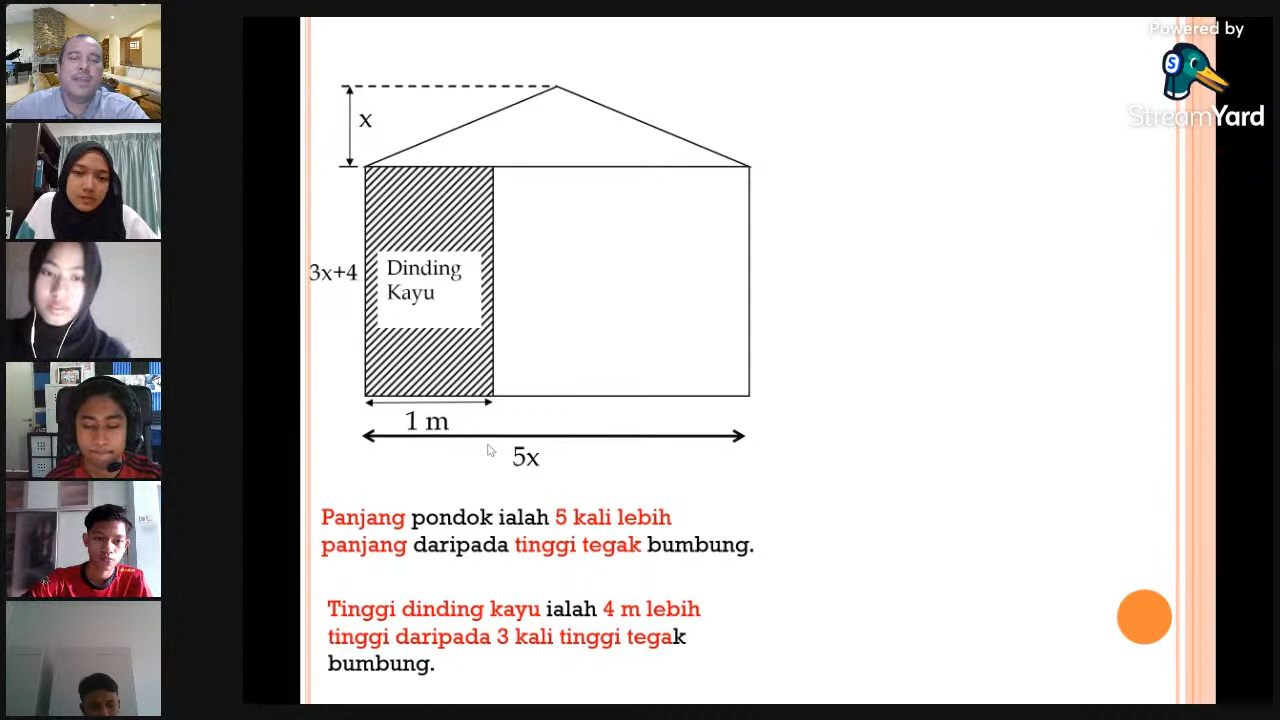 Powered by
StreamYard
x
3x+4
Dinding
Kayu
1 m
5x
Panjang pondok ialah 5 kali lebih
panjang daripada tinggi tegak bumbung.
Tinggi dinding kayu ialah 4 m lebih
tinggi daripada 3 kali tinggi tegak
bumbung.